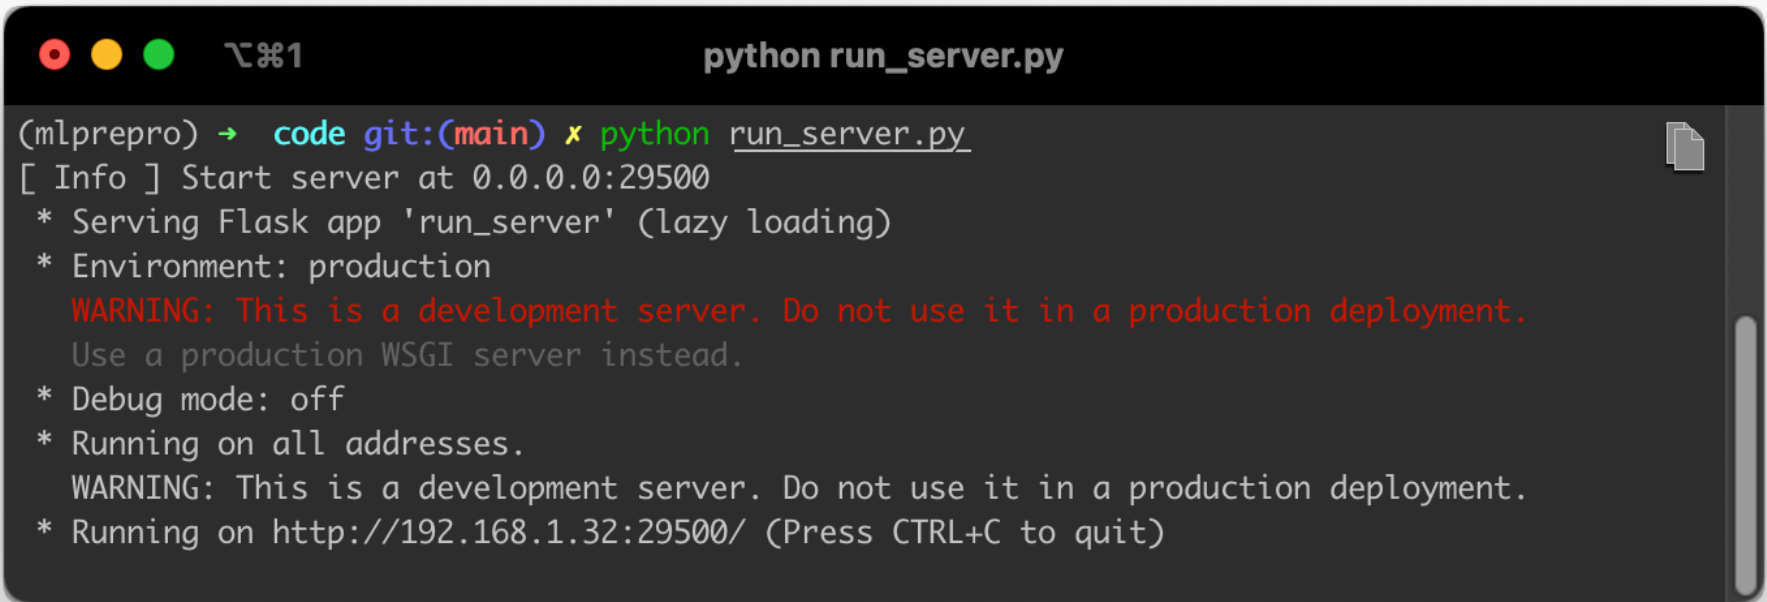 ⌥⌘1 python run_server.py
(mlprepro) ➜ code git:(main) ✗ python run_server.py
[ Info ] Start server at 0.0.0.0:29500
* Serving Flask app 'run_server' (lazy loading)
* Environment: production
WARNING: This is a development server. Do not use it in a production deployment.
Use a production WSGI server instead.
* Debug mode: off
* Running on all addresses.
WARNING: This is a development server. Do not use it in a production deployment.
* Running on http://192.168.1.32:29500/ (Press CTRL+C to quit)